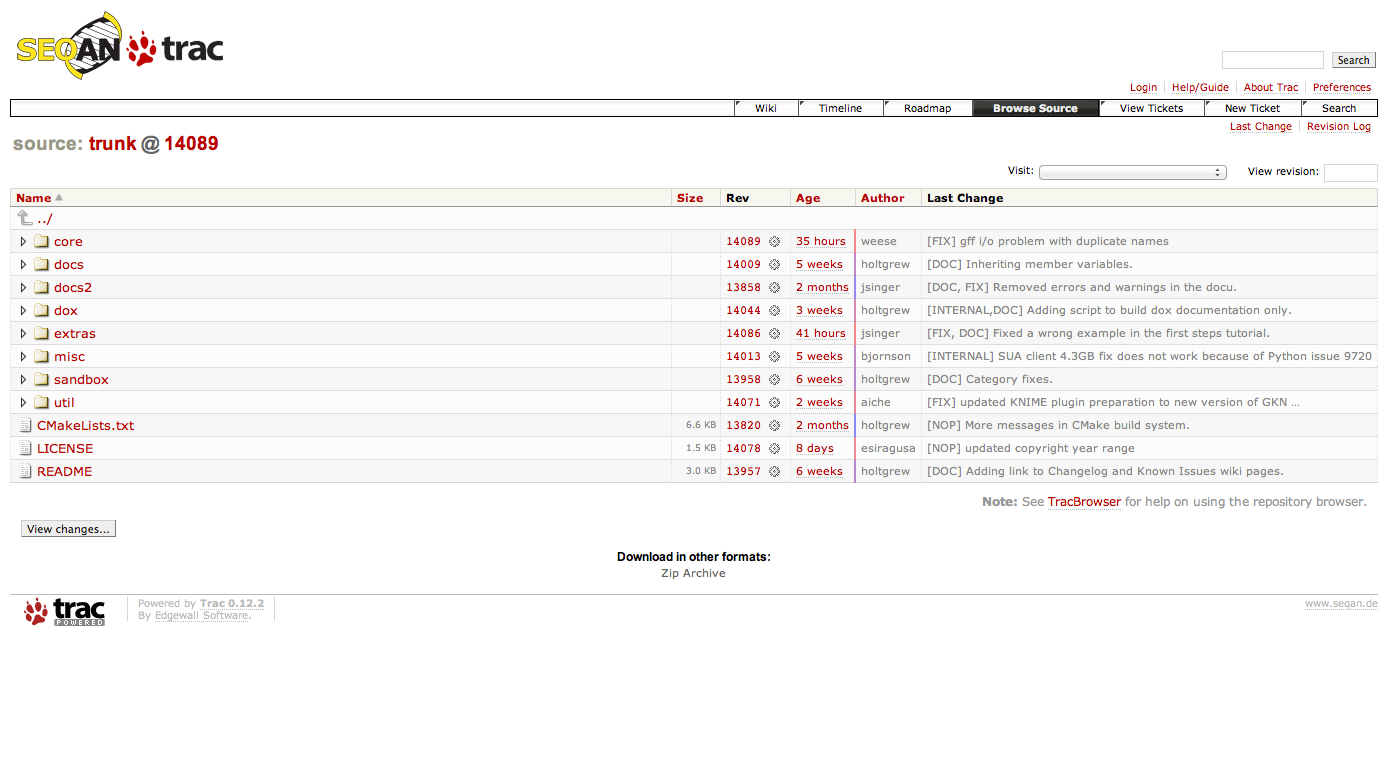 SEQAN trac
Search
Login Help/Guide About Trac Preferences
Wiki Timeline Roadmap Browse Source View Tickets New Ticket Search
Last Change Revision Log
source: trunk @ 14089
Visit: View revision:
Name Size Rev Age Author Last Change
../
core 14089 35 hours weese [FIX] gff i/o problem with duplicate names
docs 14009 5 weeks holtgrew [DOC] Inheriting member variables.
docs2 13858 2 months jsinger [DOC, FIX] Removed errors and warnings in the docu.
dox 14044 3 weeks holtgrew [INTERNAL,DOC] Adding script to build dox documentation only.
extras 14086 41 hours jsinger [FIX, DOC] Fixed a wrong example in the first steps tutorial.
misc 14013 5 weeks bjornson [INTERNAL] SUA client 4.3GB fix does not work because of Python issue 9720
sandbox 13958 6 weeks holtgrew [DOC] Category fixes.
util 14071 2 weeks aiche [FIX] updated KNIME plugin preparation to new version of GKN ...
CMakeLists.txt 6.6 KB 13820 2 months holtgrew [NOP] More messages in CMake build system.
LICENSE 1.5 KB 14078 8 days esiragusa [NOP] updated copyright year range
README 3.0 KB 13957 6 weeks holtgrew [DOC] Adding link to Changelog and Known Issues wiki pages.
Note: See TracBrowser for help on using the repository browser.
View changes...
Download in other formats:
Zip Archive
trac POWERED
Powered by Trac 0.12.2
By Edgewall Software.
www.seqan.de